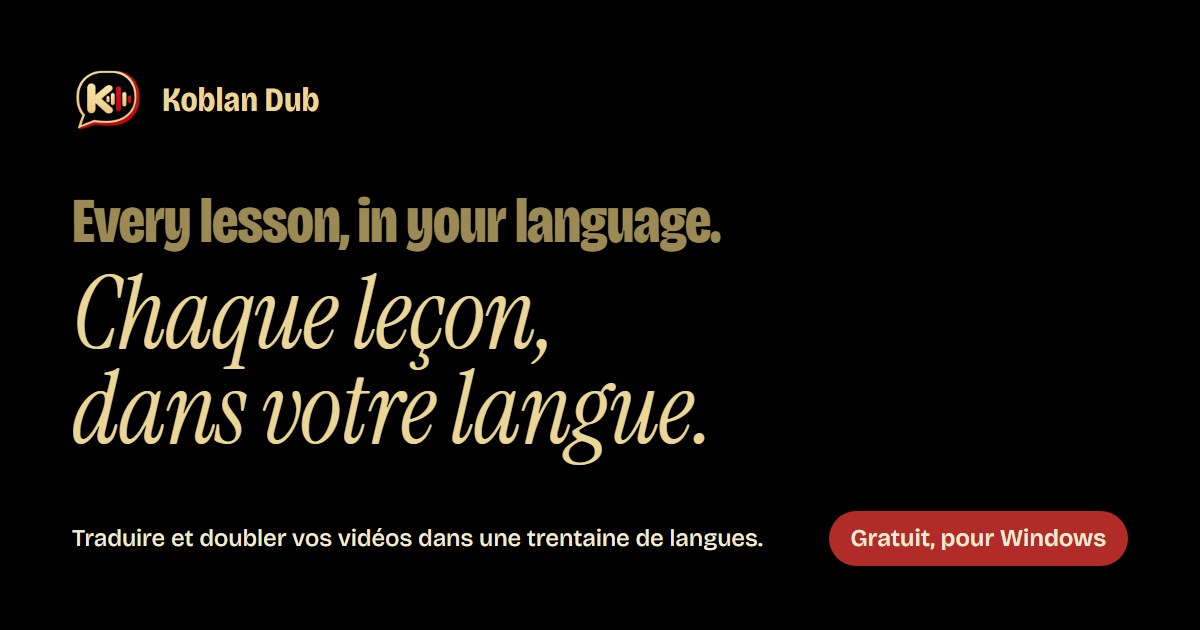 K
Koblan Dub
Every lesson, in your language.
Chaque leçon,
dans votre langue.
Traduire et doubler vos vidéos dans une trentaine de langues.
Gratuit, pour Windows